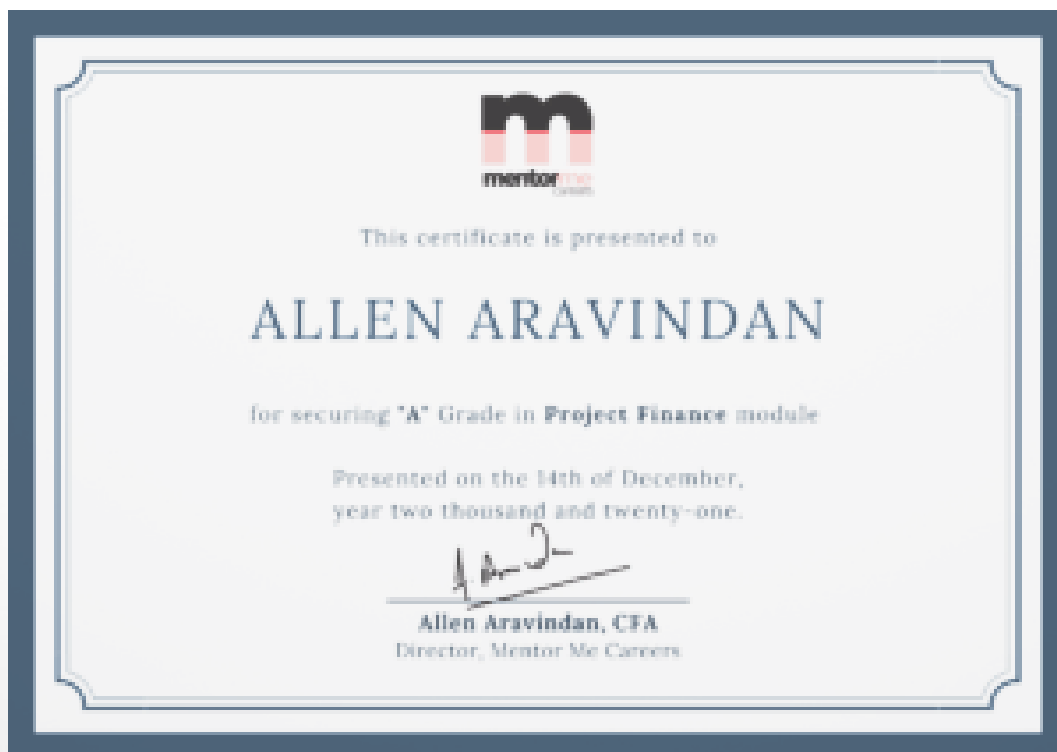 m
mentorme
careers
This certificate is presented to
ALLEN ARAVINDAN
for securing "A" Grade in Project Finance module
Presented on the 14th of December,
year two thousand and twenty-one.
Allen Aravindan, CFA
Director, Mentor Me Careers